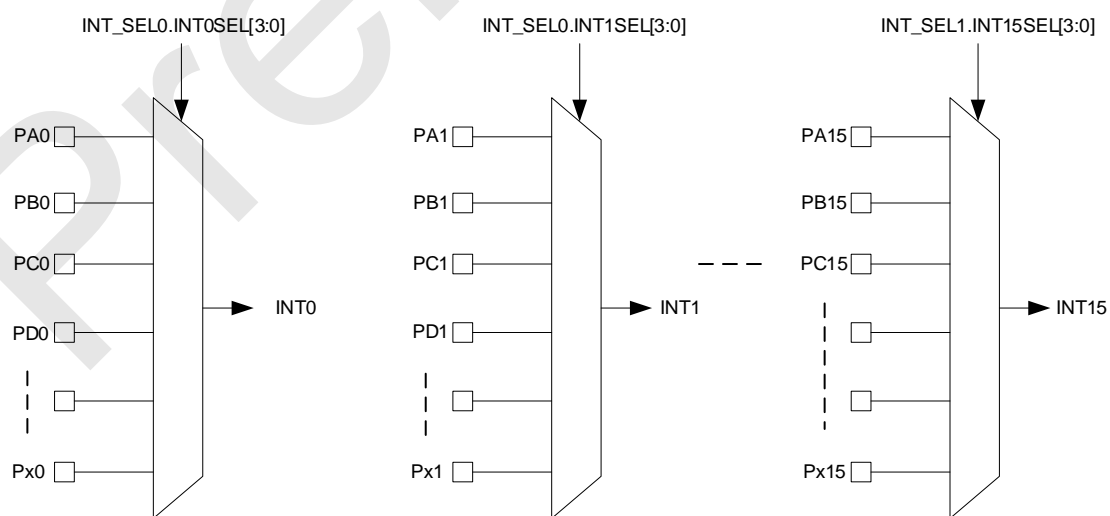 INT_SEL0.INT0SEL[3:0]
INT_SEL0.INT1SEL[3:0]
INT_SEL1.INT15SEL[3:0]
PA0
PB0
PC0
PD0
Px0
INT0
PA1
PB1
PC1
PD1
Px1
INT1
PA15
PB15
PC15
Px15
INT15